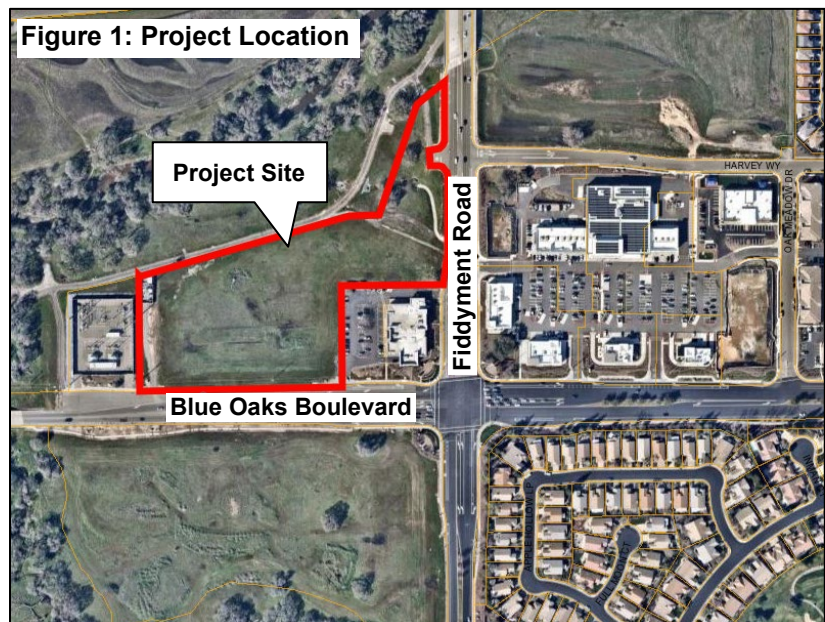 Figure 1: Project Location
Project Site
HARVEY WY
OAK MEADOW DR
Fiddyment Road
Blue Oaks Boulevard